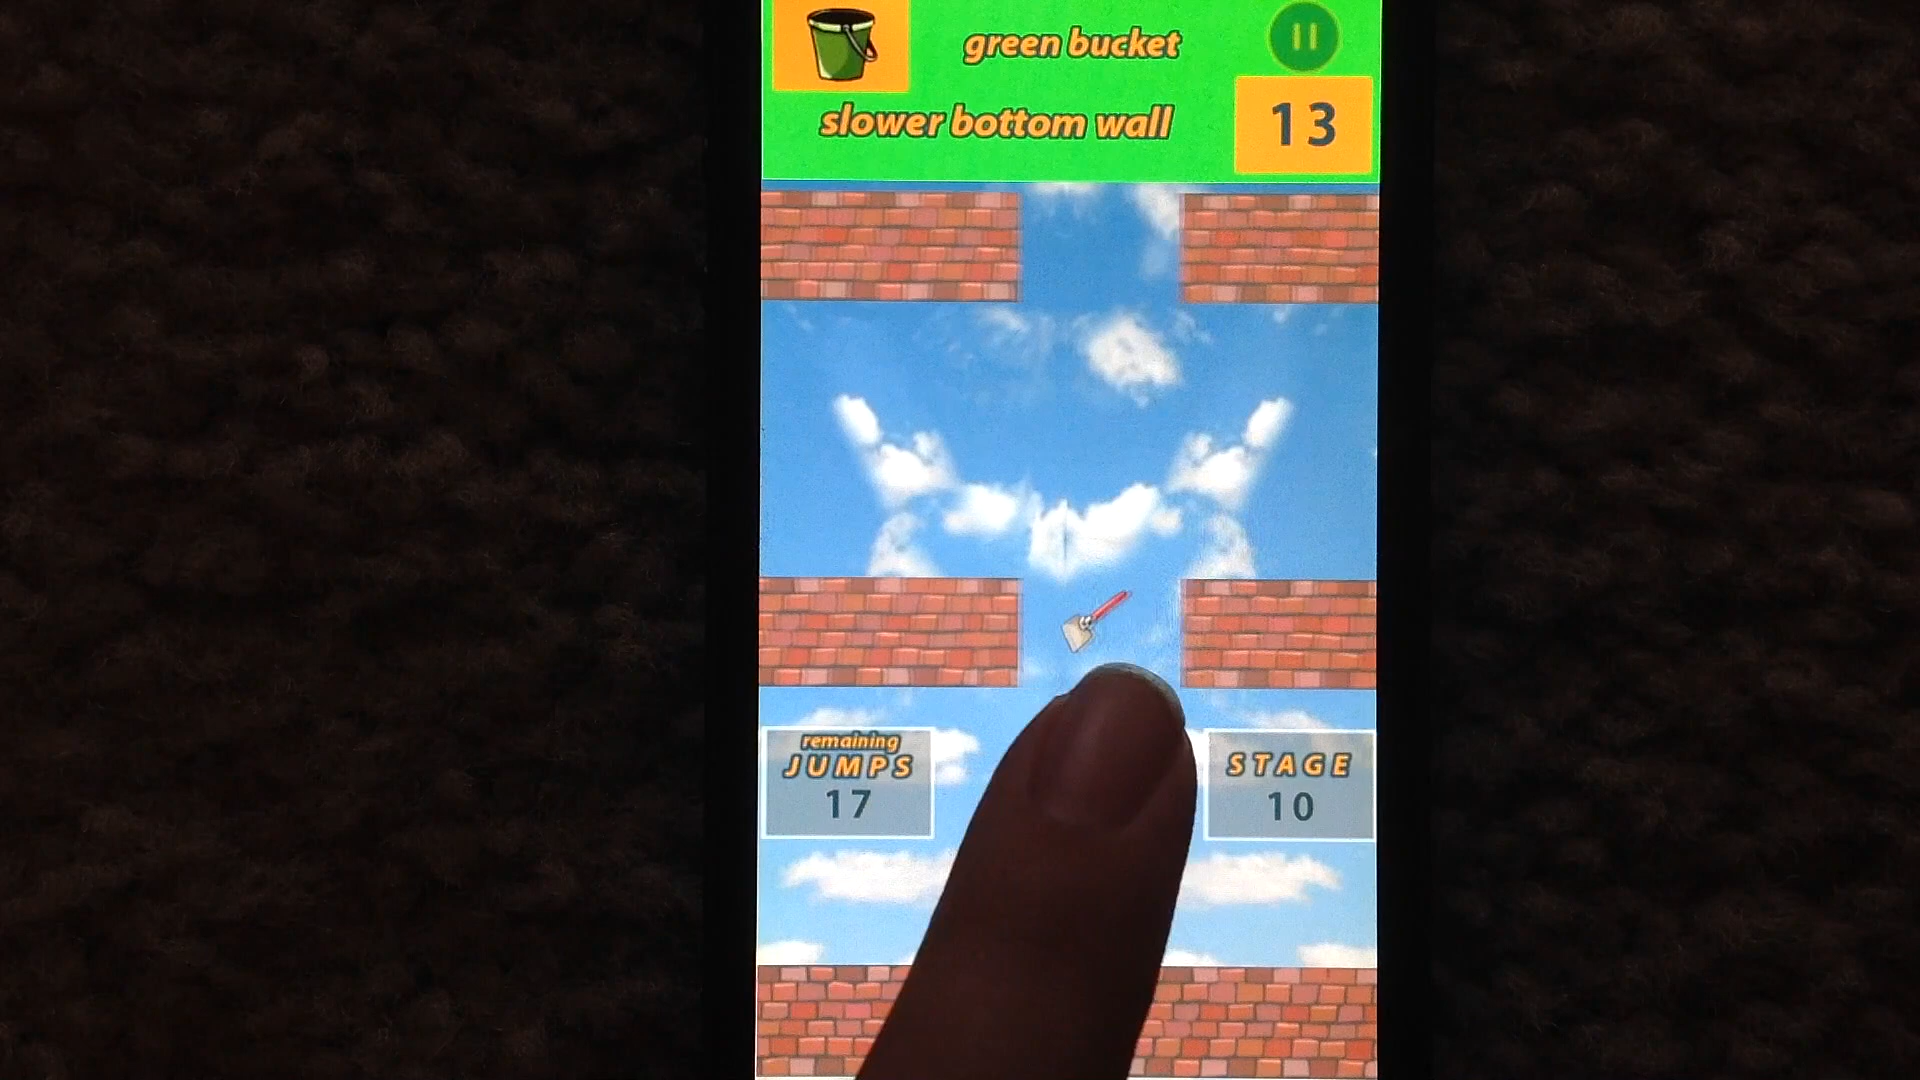 green bucket
slower bottom wall
13
remaining
JUMPS
17
STAGE
10